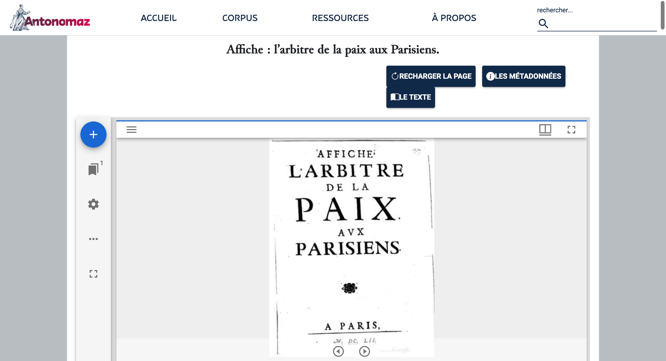 Antonomaz
ACCUEIL
CORPUS
RESSOURCES
À PROPOS
rechercher...
Affiche : l’arbitre de la paix aux Parisiens.
RECHARGER LA PAGE
LES MÉTADONNÉES
LE TEXTE
1
AFFICHE:
L'ARBITRE
DE LA
PAIX
AVX
PARISIENS.
A PARIS,
M. DC. LII.